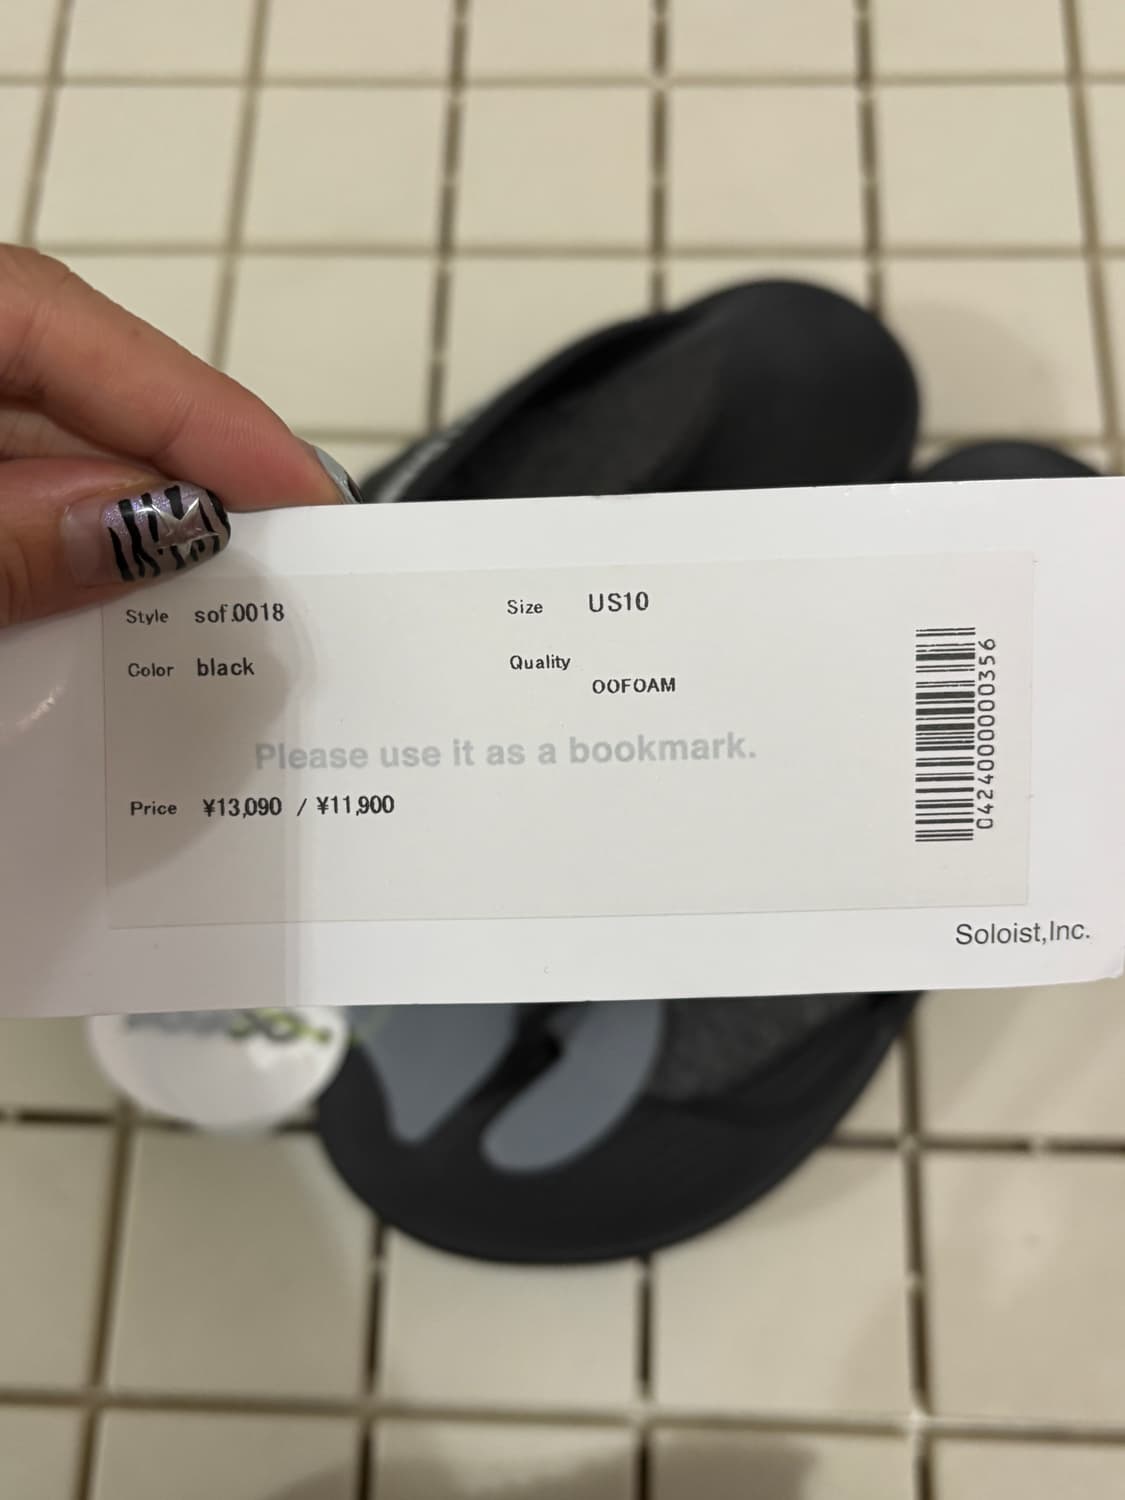 Style sof.0018
Size US10
Color black
Quality
OOFOAM
Please use it as a bookmark.
Price ¥13,090 / ¥11,900
0424000000356
Soloist,Inc.